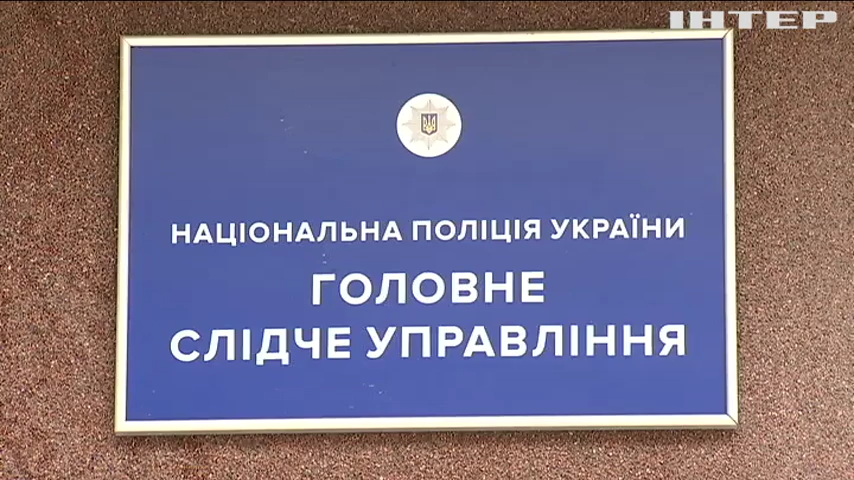 ІНТЕР
НАЦІОНАЛЬНА ПОЛІЦІЯ УКРАЇНИ
ГОЛОВНЕ
СЛІДЧЕ УПРАВЛІННЯ